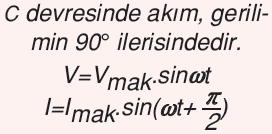 C devresinde akım, gerili-
min 90° ilerisindedir.
V=Vmak.sinωt
I=Imak.sin(ωt+ π/2)